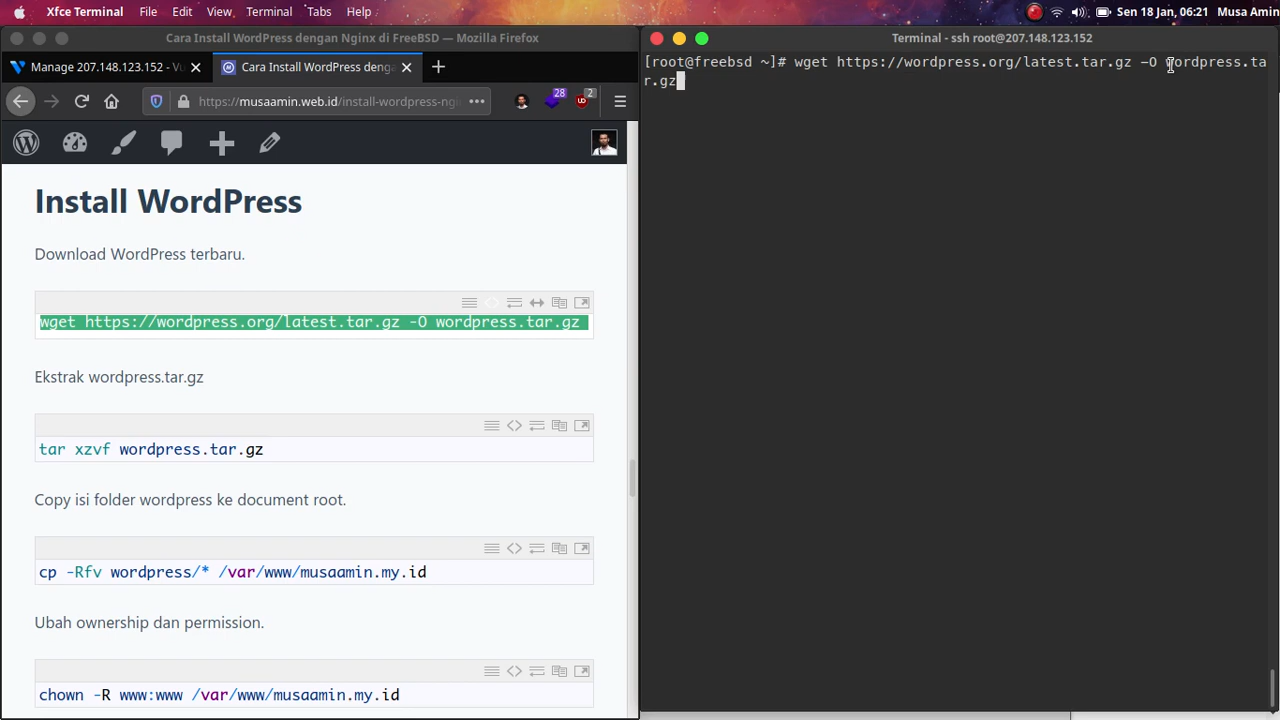 Xfce Terminal File Edit View Terminal Tabs Help
Sen 18 Jan, 06:21 Musa Amin
Cara Install WordPress dengan Nginx di FreeBSD — Mozilla Firefox
Manage 207.148.123.152 - Vu
Cara Install WordPress denga
https://musaamin.web.id/install-wordpress-ng
28
2
Install WordPress
Download WordPress terbaru.
wget https://wordpress.org/latest.tar.gz -O wordpress.tar.gz
Ekstrak wordpress.tar.gz
tar xzvf wordpress.tar.gz
Copy isi folder wordpress ke document root.
cp -Rfv wordpress/* /var/www/musaamin.my.id
Ubah ownership dan permission.
chown -R www:www /var/www/musaamin.my.id
Terminal - ssh root@207.148.123.152
[root@freebsd ~]# wget https://wordpress.org/latest.tar.gz -O wordpress.ta
r.gz